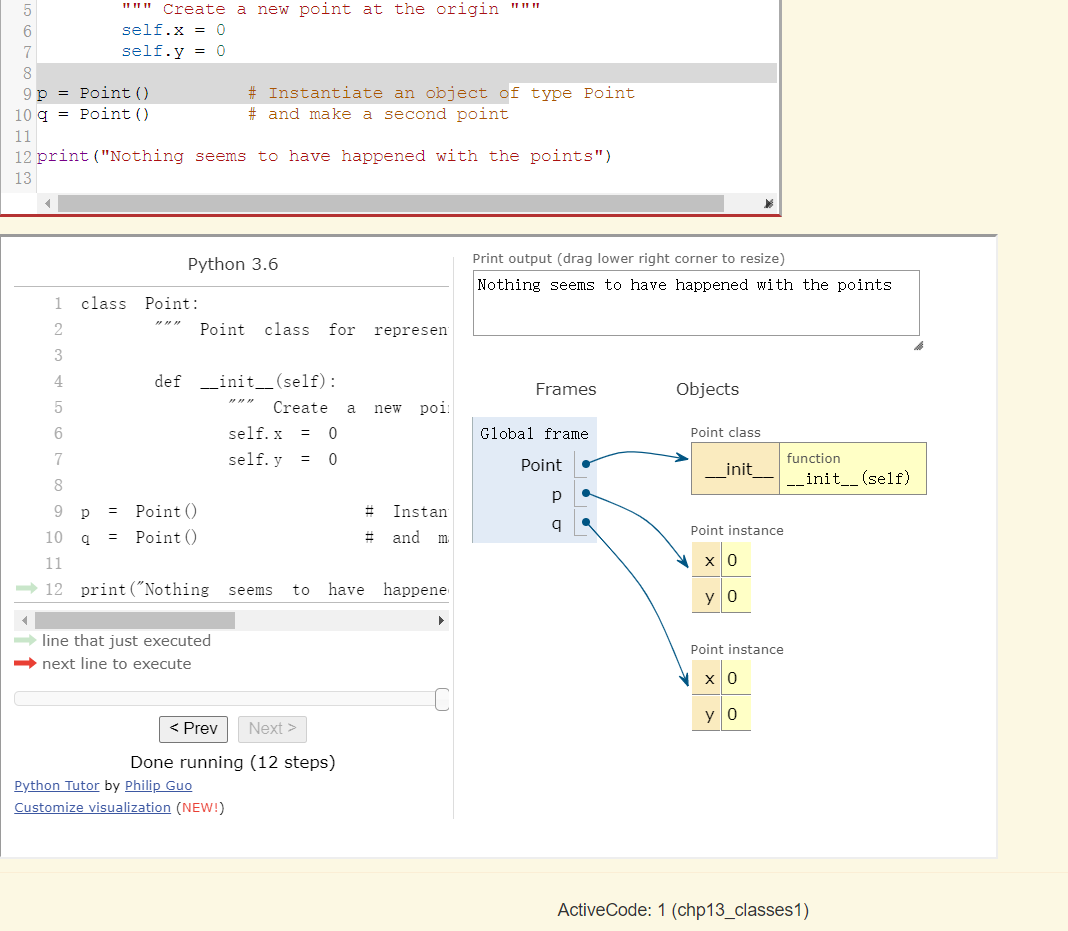 5 """ Create a new point at the origin """
6 self.x = 0
7 self.y = 0
8
9 p = Point() # Instantiate an object of type Point
10 q = Point() # and make a second point
11
12 print("Nothing seems to have happened with the points")
13
Python 3.6
1 class Point:
2 """ Point class for represen
3
4 def __init__(self):
5 """ Create a new poi
6 self.x = 0
7 self.y = 0
8
9 p = Point() # Instan
10 q = Point() # and m
11
12 print("Nothing seems to have happene
line that just executed
next line to execute
< Prev Next >
Done running (12 steps)
Python Tutor by Philip Guo
Customize visualization (NEW!)
Print output (drag lower right corner to resize)
Nothing seems to have happened with the points
Frames Objects
Global frame
Point
p
q
Point class
__init__ function
__init__(self)
Point instance
x 0
y 0
Point instance
x 0
y 0
ActiveCode: 1 (chp13_classes1)